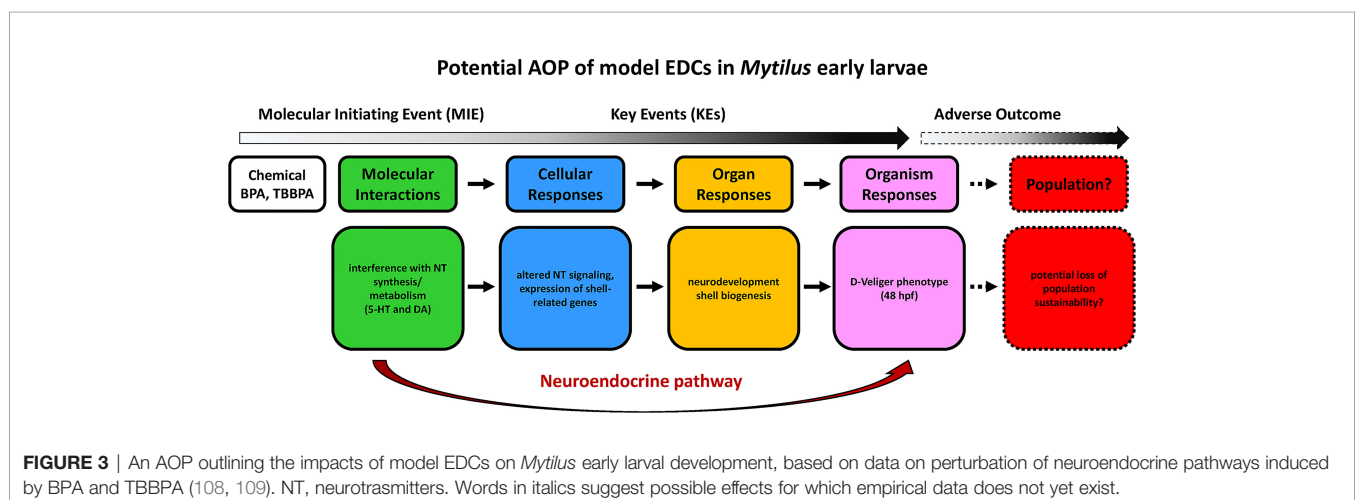 Potential AOP of model EDCs in Mytilus early larvae
Molecular Initiating Event (MIE)
Key Events (KEs)
Adverse Outcome
Chemical
BPA, TBBPA
Molecular
Interactions
Cellular
Responses
Organ
Responses
Organism
Responses
Population?
interference with NT
synthesis/
metabolism
(5-HT and DA)
altered NT signaling,
expression of shell-
related genes
neurodevelopment
shell biogenesis
D-Veliger phenotype
(48 hpf)
potential loss of
population
sustainability?
Neuroendocrine pathway
FIGURE 3 | An AOP outlining the impacts of model EDCs on Mytilus early larval development, based on data on perturbation of neuroendocrine pathways induced
by BPA and TBBPA (108, 109). NT, neurotrasmitters. Words in italics suggest possible effects for which empirical data does not yet exist.